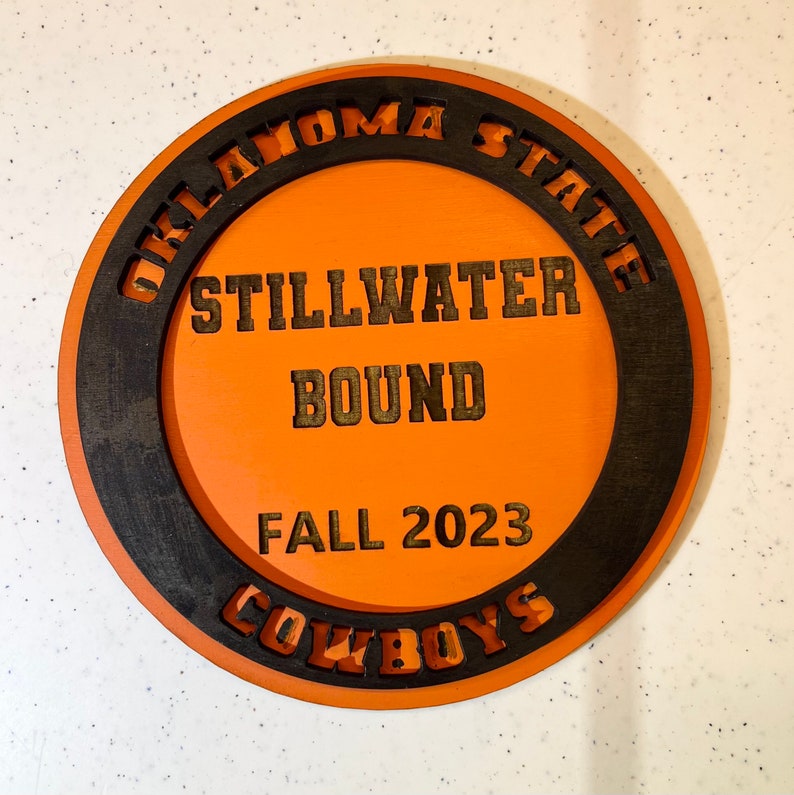 OKLAHOMA STATE
STILLWATER
BOUND
FALL 2023
COWBOYS